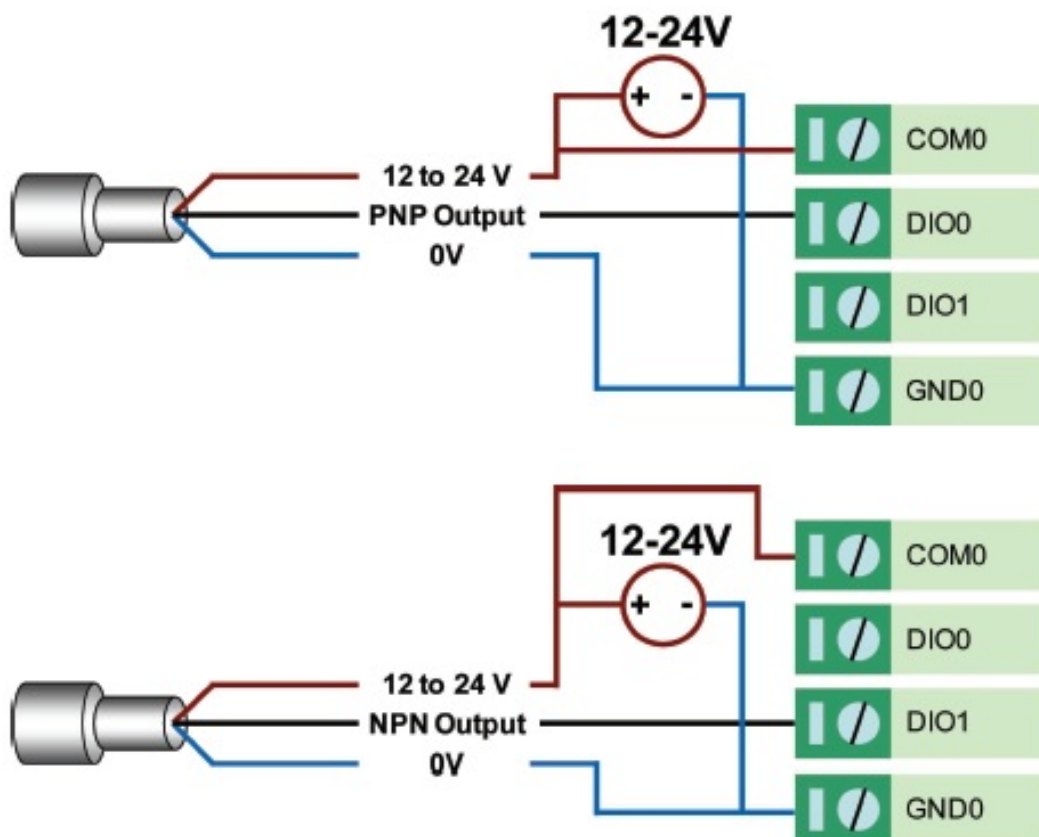 12-24V
+ -
COM0
12 to 24 V
PNP Output
DIO0
0V
DIO1
GND0
12-24V
COM0
+ -
DIO0
12 to 24 V
NPN Output
DIO1
0V
GND0